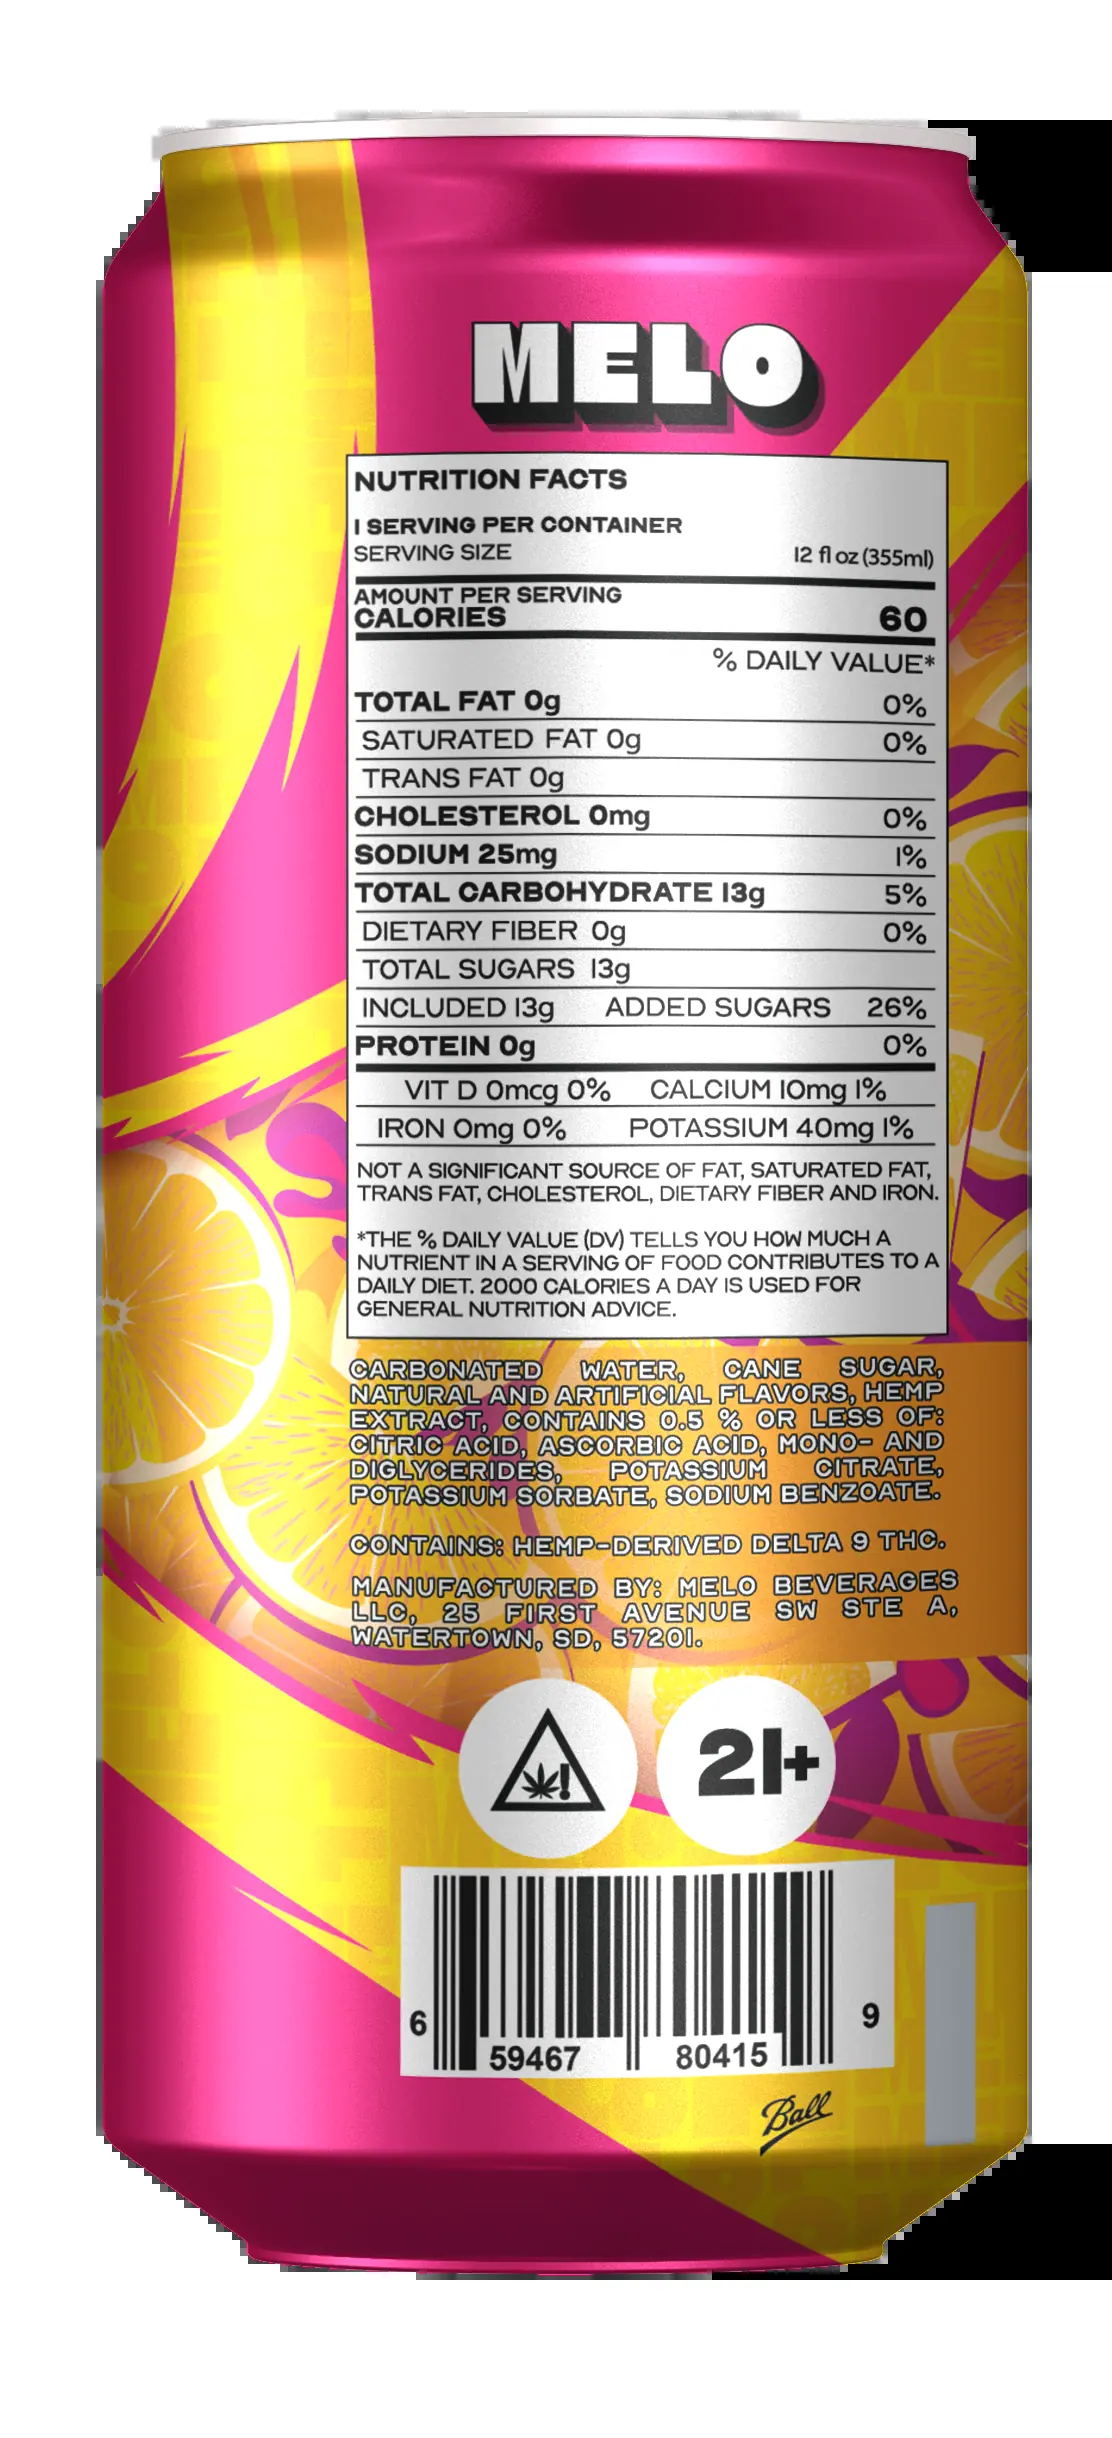 MELO
NUTRITION FACTS
1 SERVING PER CONTAINER
SERVING SIZE 12 fl oz (355ml)
AMOUNT PER SERVING
CALORIES 60
% DAILY VALUE*
TOTAL FAT 0g 0%
SATURATED FAT 0g 0%
TRANS FAT 0g
CHOLESTEROL 0mg 0%
SODIUM 25mg 1%
TOTAL CARBOHYDRATE 13g 5%
DIETARY FIBER 0g 0%
TOTAL SUGARS 13g
INCLUDED 13g ADDED SUGARS 26%
PROTEIN 0g 0%
VIT D 0mcg 0% CALCIUM 10mg 1%
IRON 0mg 0% POTASSIUM 40mg 1%
NOT A SIGNIFICANT SOURCE OF FAT, SATURATED FAT,
TRANS FAT, CHOLESTEROL, DIETARY FIBER AND IRON.
*THE % DAILY VALUE (DV) TELLS YOU HOW MUCH A
NUTRIENT IN A SERVING OF FOOD CONTRIBUTES TO A
DAILY DIET. 2000 CALORIES A DAY IS USED FOR
GENERAL NUTRITION ADVICE.
CARBONATED WATER, CANE SUGAR,
NATURAL AND ARTIFICIAL FLAVORS, HEMP
EXTRACT, CONTAINS 0.5 % OR LESS OF:
CITRIC ACID, ASCORBIC ACID, MONO- AND
DIGLYCERIDES, POTASSIUM CITRATE,
POTASSIUM SORBATE, SODIUM BENZOATE.
CONTAINS: HEMP-DERIVED DELTA 9 THC.
MANUFACTURED BY: MELO BEVERAGES
LLC, 25 FIRST AVENUE SW STE A,
WATERTOWN, SD, 57201.
!
21+
6 59467 80415 9
Ball